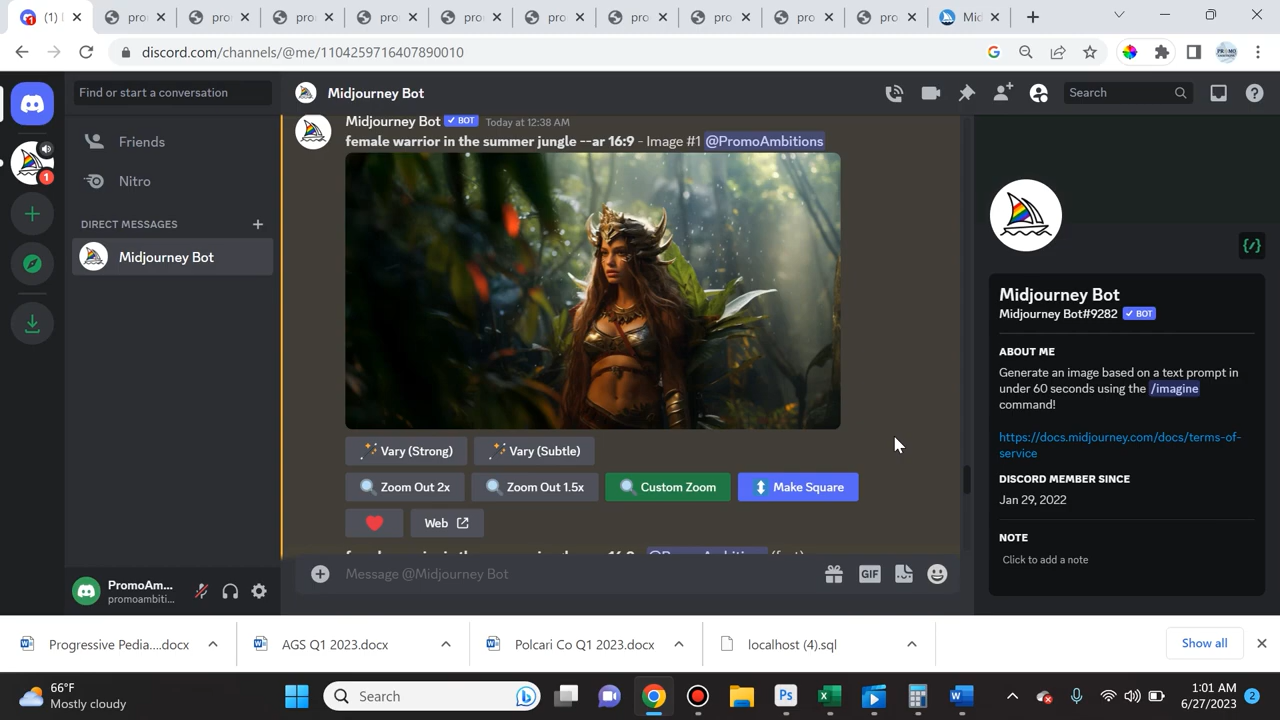 (1)
pro
pro
pro
pro
pro
pro
pro
pro
pro
pro
Mic
discord.com/channels/@me/1104259716407890010
Find or start a conversation
Midjourney Bot
Search
Friends
Nitro
DIRECT MESSAGES
Midjourney Bot
1
PromoAm...
promoambiti...
Midjourney Bot ✓ BOT Today at 12:38 AM
female warrior in the summer jungle --ar 16:9 - Image #1 @PromoAmbitions
Vary (Strong)
Vary (Subtle)
Zoom Out 2x
Zoom Out 1.5x
Custom Zoom
Make Square
Web
Message @Midjourney Bot
GIF
Midjourney Bot
Midjourney Bot#9282 ✓ BOT
ABOUT ME
Generate an image based on a text prompt in
under 60 seconds using the /imagine
command!
https://docs.midjourney.com/docs/terms-of-
service
DISCORD MEMBER SINCE
Jan 29, 2022
NOTE
Click to add a note
Progressive Pedia....docx
AGS Q1 2023.docx
Polcari Co Q1 2023.docx
localhost (4).sql
Show all
66°F
Mostly cloudy
Search
Ps
1:01 AM
6/27/2023
2